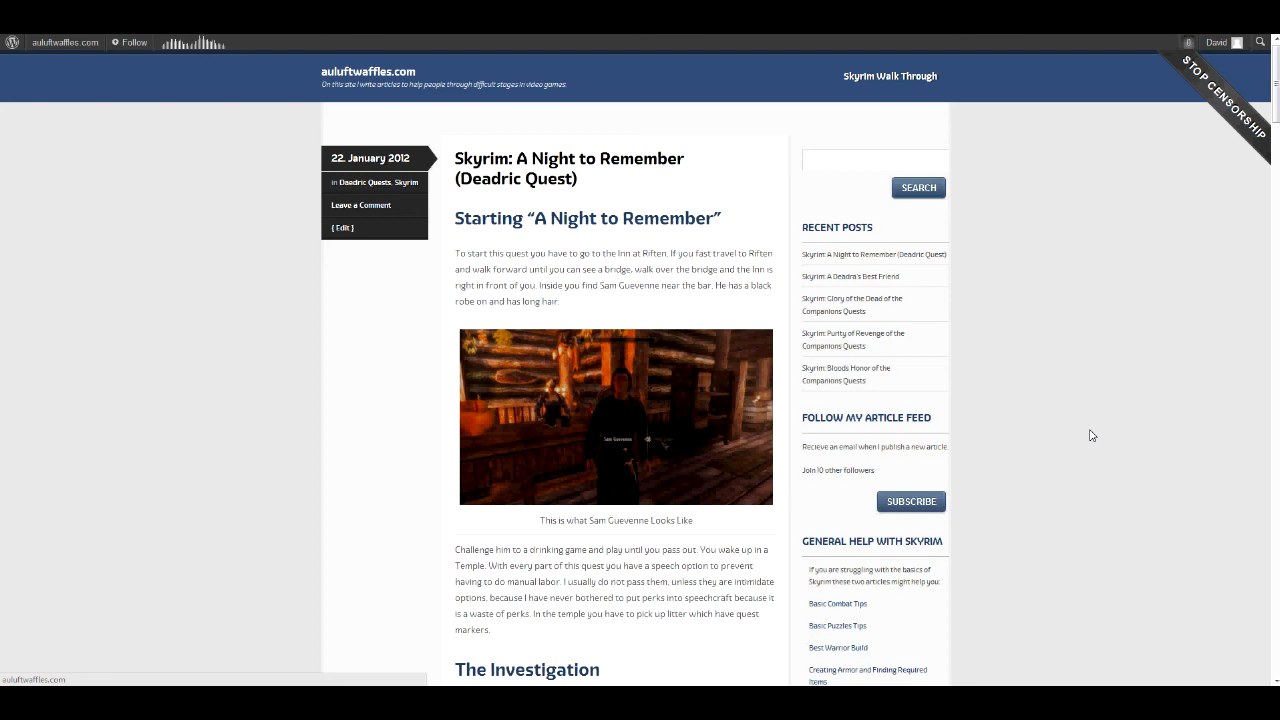 auluftwaffles.com
Follow
0
David
auluftwaffles.com
On this site I write articles to help people through difficult stages in video games.
Skyrim Walk Through
STOP CENSORSHIP
22. January 2012
in Daedric Quests, Skyrim
Leave a Comment
{ Edit }
Skyrim: A Night to Remember
(Deadric Quest)
Starting “A Night to Remember”
To start this quest you have to go to the Inn at Riften. If you fast travel to Riften
and walk forward until you can see a bridge, walk over the bridge and the Inn is
right in front of you. Inside you find Sam Guevenne near the bar. He has a black
robe on and has long hair.
Sam Guevenne
This is what Sam Guevenne Looks Like
Challenge him to a drinking game and play until you pass out. You wake up in a
Temple. With every part of this quest you have a speech option to prevent
having to do manual labor. I usually do not pass them, unless they are intimidate
options, because I have never bothered to put perks into speechcraft because it
is a waste of perks. In the temple you have to pick up litter which have quest
markers.
The Investigation
SEARCH
RECENT POSTS
Skyrim: A Night to Remember (Deadric Quest)
Skyrim: A Deadra's Best Friend
Skyrim: Glory of the Dead of the
Companions Quests
Skyrim: Purity of Revenge of the
Companions Quests
Skyrim: Bloods Honor of the
Companions Quests
FOLLOW MY ARTICLE FEED
Recieve an email when I publish a new article.
Join 10 other followers
SUBSCRIBE
GENERAL HELP WITH SKYRIM
If you are struggling with the basics of
Skyrim these two articles might help you:
Basic Combat Tips
Basic Puzzles Tips
Best Warrior Build
Creating Armor and Finding Required
Items
auluftwaffles.com